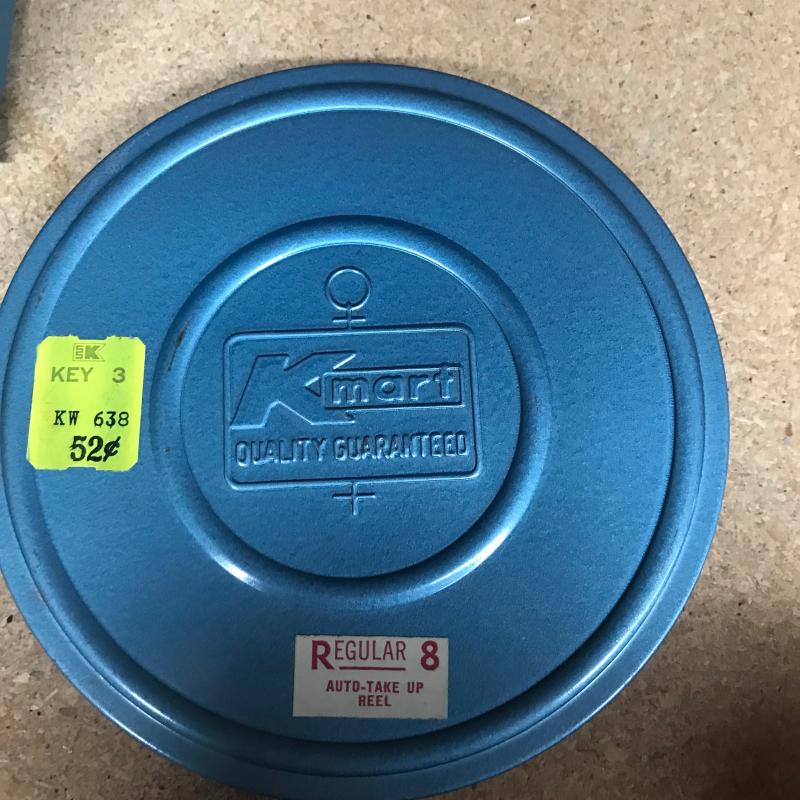 K
KEY 3
KW 638
52¢
Kmart
QUALITY GUARANTEED
REGULAR 8
AUTO-TAKE UP
REEL